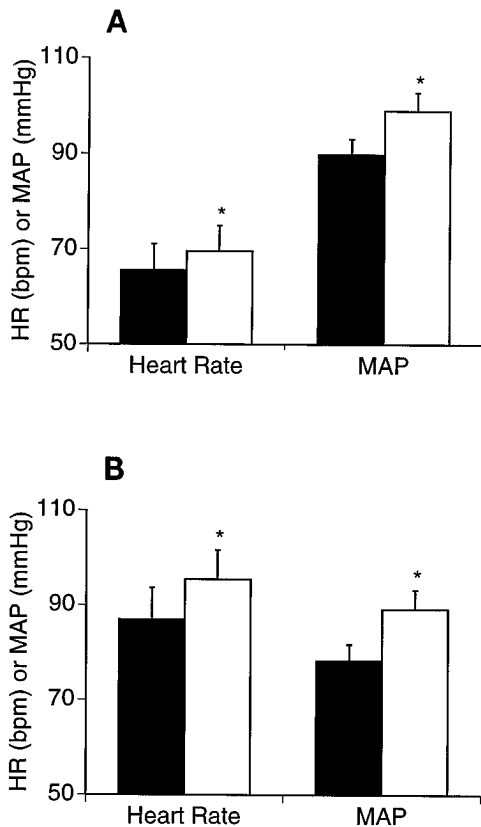 A
HR (bpm) or MAP (mmHg)
110
90
70
50
*
*
Heart Rate
MAP
B
HR (bpm) or MAP (mmHg)
110
90
70
50
*
*
Heart Rate
MAP